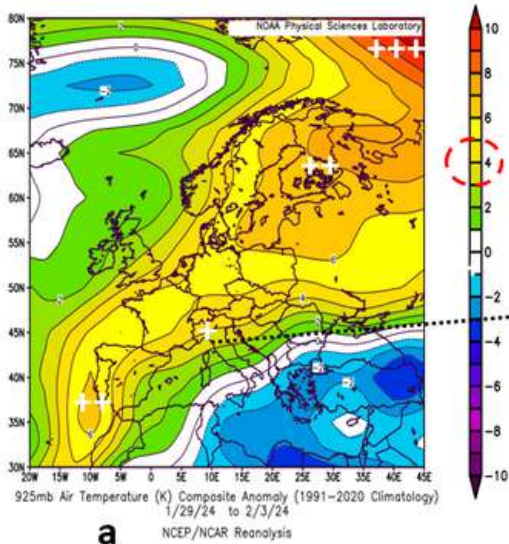 NOAA Physical Sciences Laboratory
80N
75N
70N
65N
60N
55N
50N
45N
40N
35N
30N
20W 15W 10W 5W 0 5E 10E 15E 20E 25E 30E 35E 40E 45E
10
8
6
4
2
0
-2
-4
-6
-8
-10
925mb Air Temperature (K) Composite Anomaly (1991-2020 Climatology)
1/29/24 to 2/3/24
a
NCEP/NCAR Reanalysis